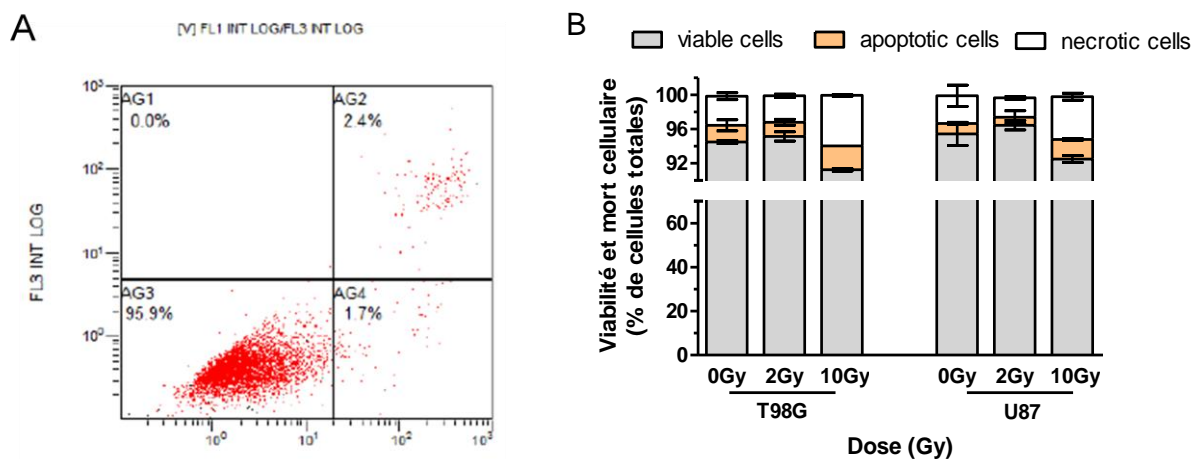 A
[V] FL1 INT LOG/FL3 INT LOG
FL3 INT LOG
10³
10²
10¹
10⁰
AG1
0.0%
AG2
2.4%
AG3
95.9%
AG4
1.7%
10⁰
10¹
10²
10³
B
viable cells
apoptotic cells
necrotic cells
Viabilité et mort cellulaire
(% de cellules totales)
100
96
92
60
40
20
0
0Gy 2Gy 10Gy 0Gy 2Gy 10Gy
T98G U87
Dose (Gy)